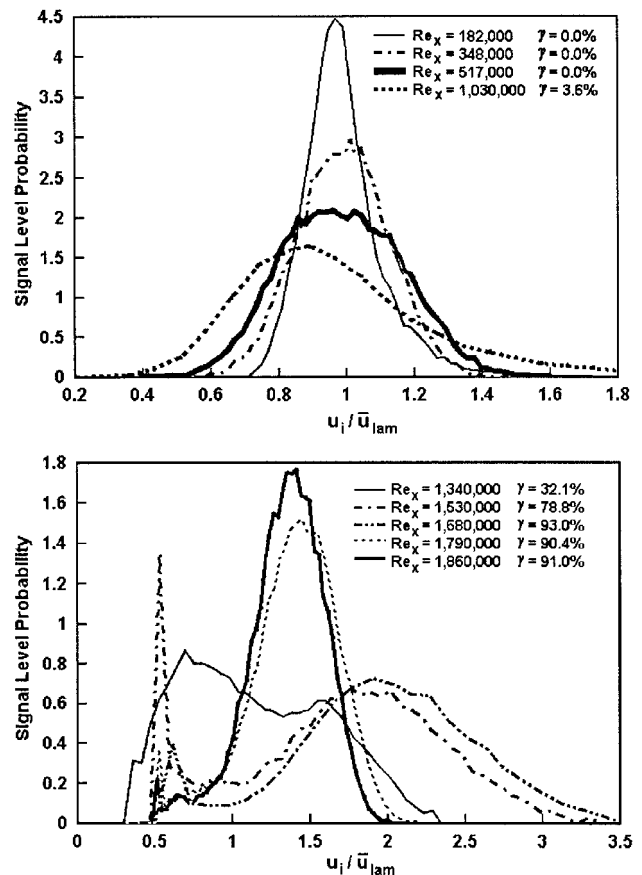 4.5
4
3.5
3
2.5
2
1.5
1
0.5
0
Signal Level Probability
Re_x = 182,000 γ = 0.0%
Re_x = 348,000 γ = 0.0%
Re_x = 517,000 γ = 0.0%
Re_x = 1,030,000 γ = 3.6%
0.2 0.4 0.6 0.8 1 1.2 1.4 1.6 1.8
u_i / ū_lam
1.8
1.6
1.4
1.2
1
0.8
0.6
0.4
0.2
0
Signal Level Probability
Re_x = 1,340,000 γ = 32.1%
Re_x = 1,530,000 γ = 78.8%
Re_x = 1,680,000 γ = 93.0%
Re_x = 1,790,000 γ = 90.4%
Re_x = 1,860,000 γ = 91.0%
0 0.5 1 1.5 2 2.5 3 3.5
u_i / ū_lam